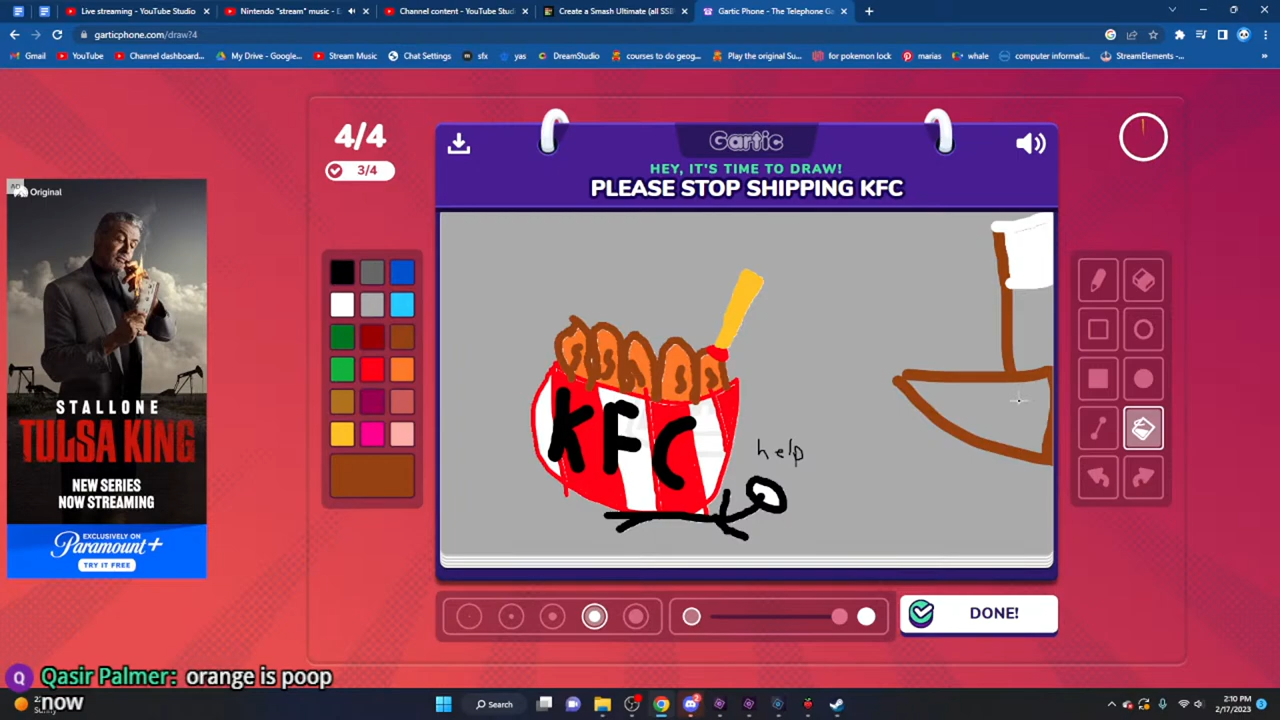 Live streaming - YouTube Studio
Nintendo "stream" music - E
Channel content - YouTube Studi
Create a Smash Ultimate (all SSB
Gartic Phone - The Telephone Ga
garticphone.com/draw?4
Gmail
YouTube
Channel dashboard...
My Drive - Google...
Stream Music
Chat Settings
sfx
yas
DreamStudio
courses to do geog...
Play the original Su...
for pokemon lock
marias
whale
computer informati...
StreamElements -...
4/4
3/4
Gartic
HEY, IT'S TIME TO DRAW!
PLEASE STOP SHIPPING KFC
AD
Original
STALLONE
TULSA KING
NEW SERIES
NOW STREAMING
EXCLUSIVELY ON
Paramount+
TRY IT FREE
KFC
help
DONE!
Qasir Palmer: orange is poop
now
Sunny
Search
2:10 PM
2/17/2023